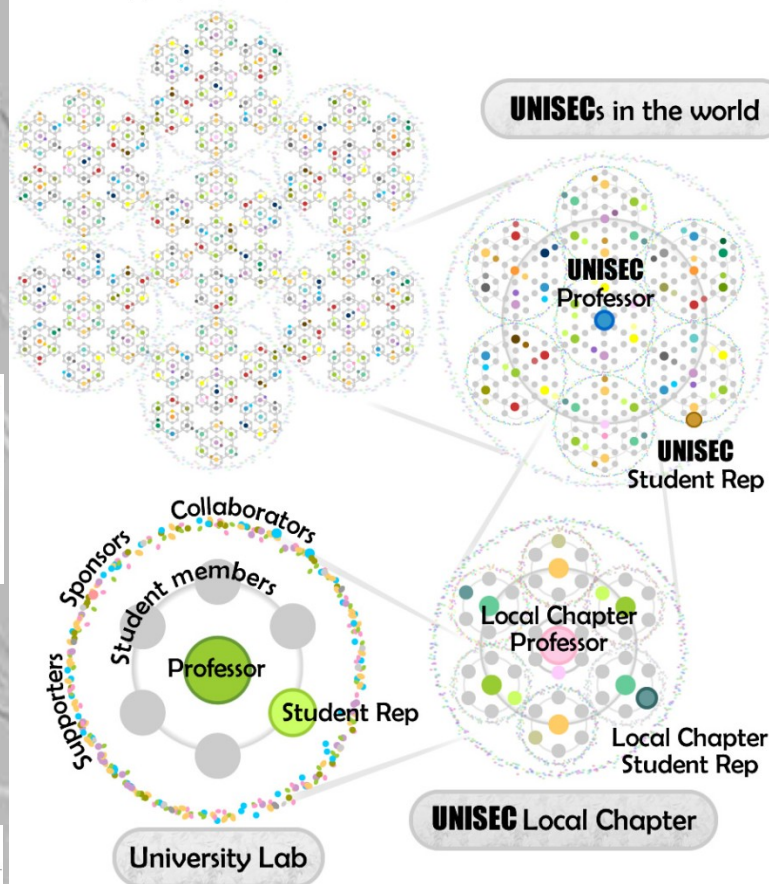 UNISECs in the world
UNISEC
Professor
UNISEC
Student Rep
Collaborators
Sponsors
Supporters
Student members
Professor
Student Rep
Local Chapter
Professor
Local Chapter
Student Rep
UNISEC Local Chapter
University Lab